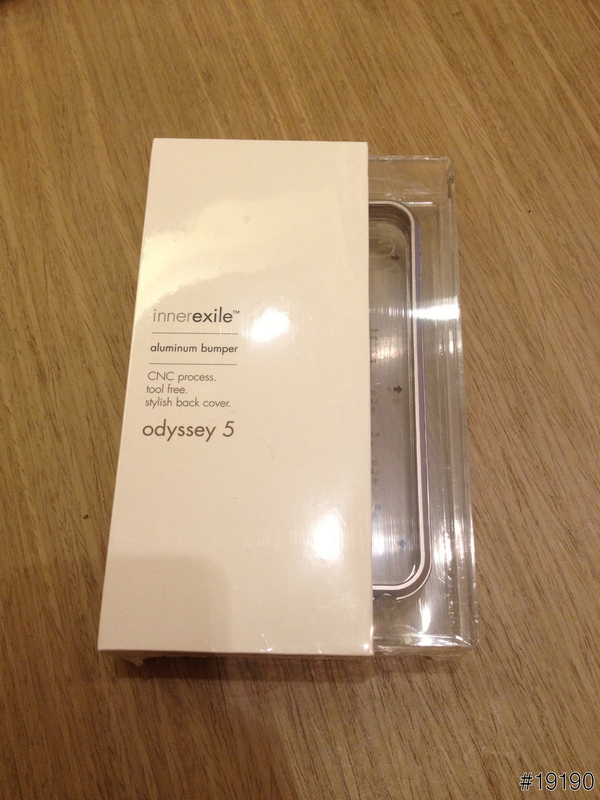 innerexile™
aluminum bumper
CNC process.
tool free.
stylish back cover.
odyssey 5
#19190